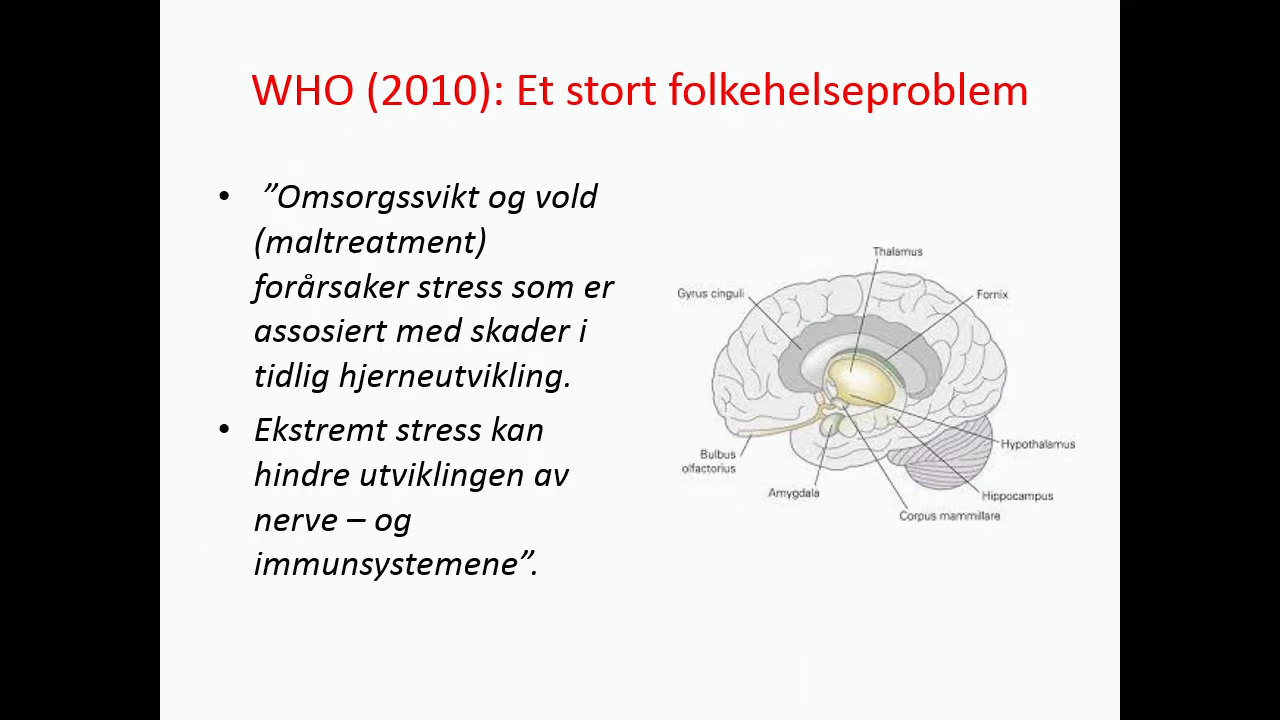 WHO (2010): Et stort folkehelseproblem
• ”Omsorgssvikt og vold
(maltreatment)
forårsaker stress som er
assosiert med skader i
tidlig hjerneutvikling.
• Ekstremt stress kan
hindre utviklingen av
nerve – og
immunsystemene”.
Thalamus
Gyrus cinguli
Fornix
Bulbus
olfactorius
Hypothalamus
Amygdala
Hippocampus
Corpus mammillare